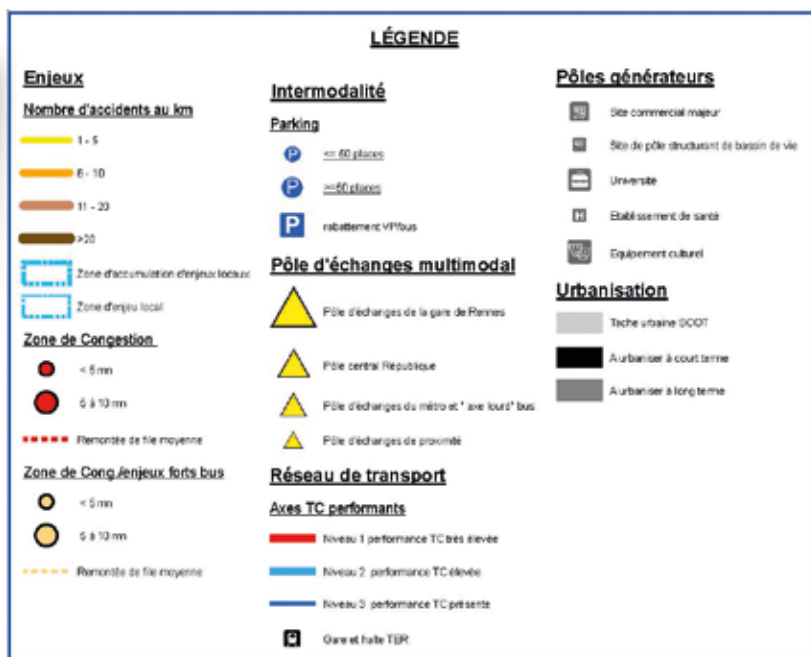 LÉGENDE
Enjeux
Nombre d'accidents au km
1 - 5
6 - 10
11 - 20
>20
Zone d'accumulation d'enjeux locaux
Zone d'enjeu local
Zone de Congestion
< 5 mn
5 à 10 mn
Remontée de file moyenne
Zone de Cong./enjeux forts bus
< 5 mn
5 à 10 mn
Remontée de file moyenne
Intermodalité
Parking
P
<= 60 places
P
>=60 places
P
rabattement VP/bus
Pôle d'échanges multimodal
Pôle d'échanges de la gare de Rennes
Pôle central République
Pôle d'échanges du métro et " axe lourd" bus
Pôle d'échanges de proximité
Réseau de transport
Axes TC performants
Niveau 1 performance TC très élevée
Niveau 2 performance TC élevée
Niveau 3 performance TC présente
Gare et halte TER
Pôles générateurs
Site commercial majeur
Site de pôle structurant de bassin de vie
Université
H
Etablissement de santé
Equipement culturel
Urbanisation
Tache urbaine SCOT
A urbaniser à court terme
A urbaniser à long terme